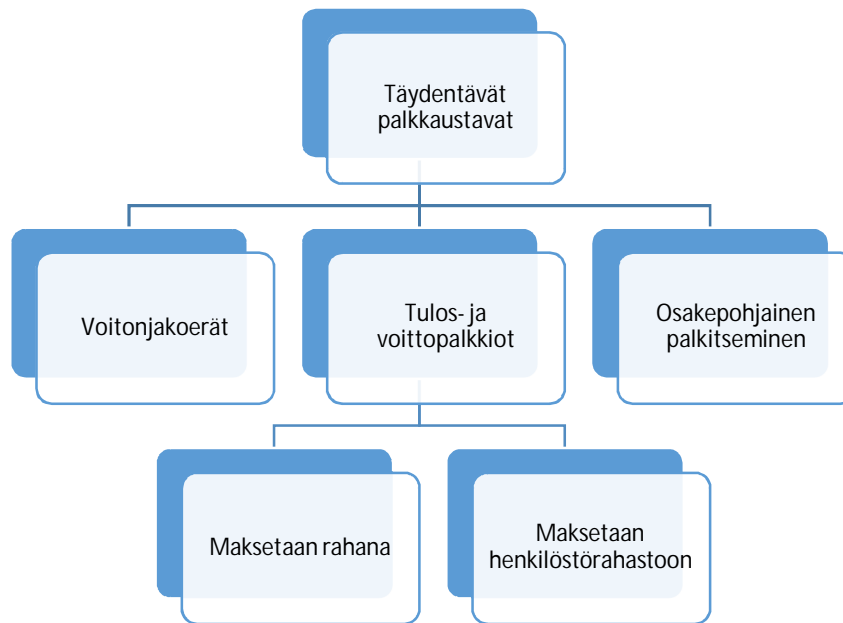 Täydentävät
palkkaustavat
Voitonjakoerät
Tulos- ja
voittopalkkiot
Osakepohjainen
palkitseminen
Maksetaan rahana
Maksetaan
henkilöstörahastoon